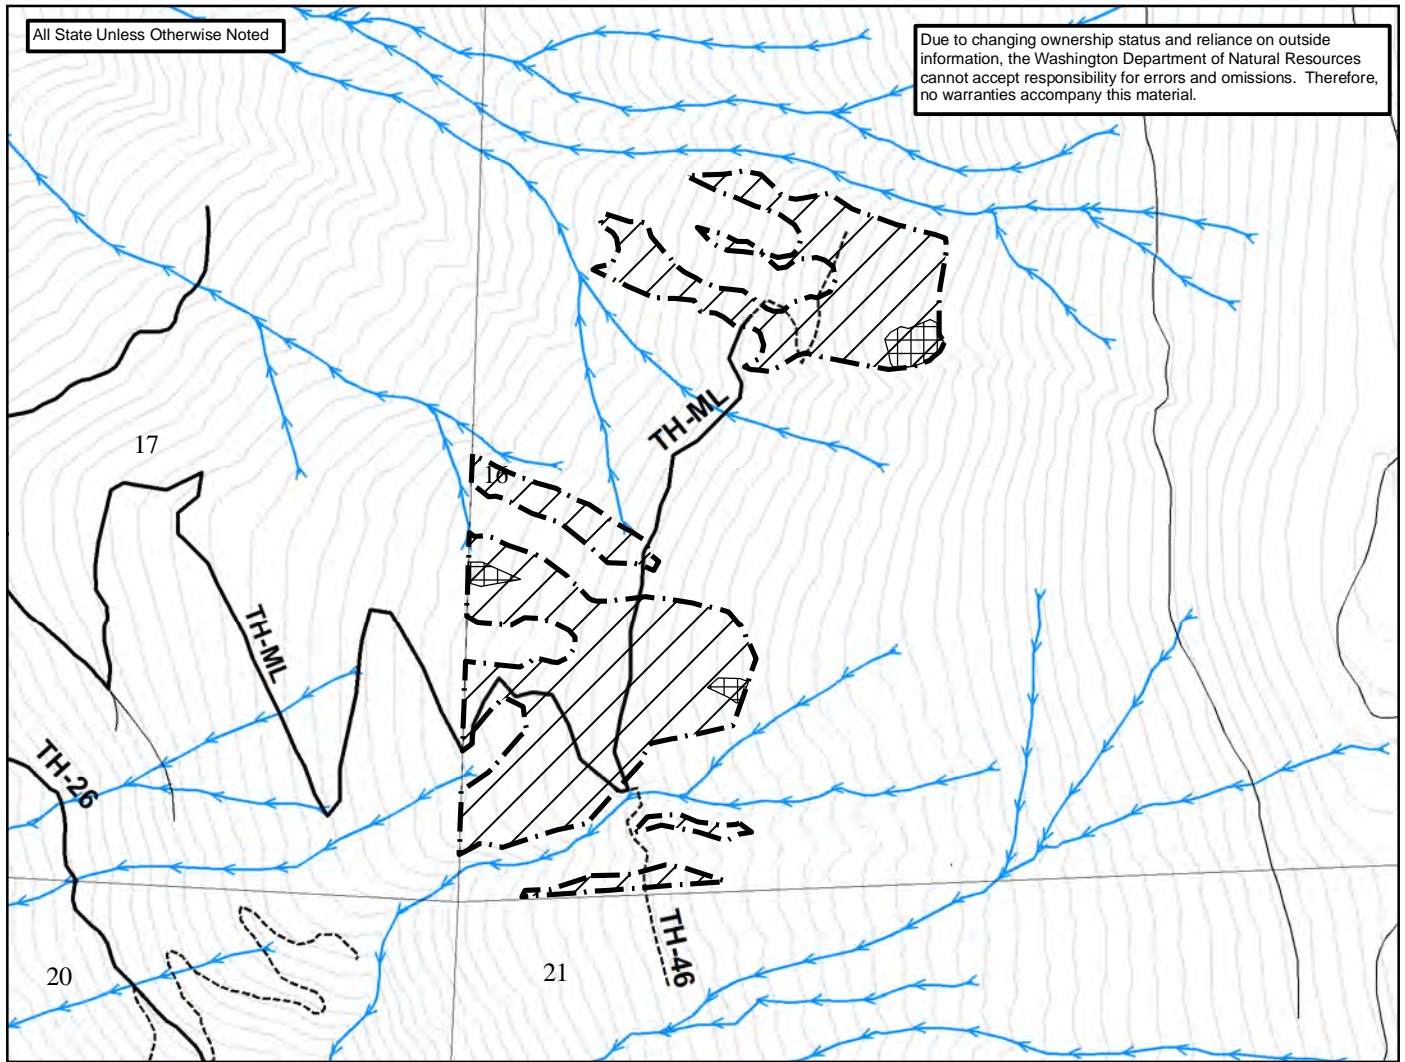 All State Unless Otherwise Noted
Due to changing ownership status and reliance on outside
information, the Washington Department of Natural Resources
cannot accept responsibility for errors and omissions.  Therefore,
no warranties accompany this material.
TH-ML
17
16
TH-ML
TH-26
20
21
TH-46